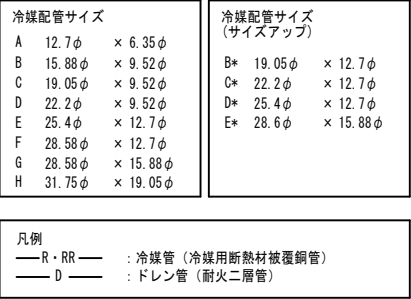 冷媒配管サイズ
A 12.7φ × 6.35φ
B 15.88φ × 9.52φ
C 19.05φ × 9.52φ
D 22.2φ × 9.52φ
E 25.4φ × 12.7φ
F 28.58φ × 12.7φ
G 28.58φ × 15.88φ
H 31.75φ × 19.05φ
冷媒配管サイズ
(サイズアップ)
B* 19.05φ × 12.7φ
C* 22.2φ × 12.7φ
D* 25.4φ × 12.7φ
E* 28.6φ × 15.88φ
凡例
R・RR :冷媒管(冷媒用断熱材被覆銅管)
D :ドレン管(耐火二層管)